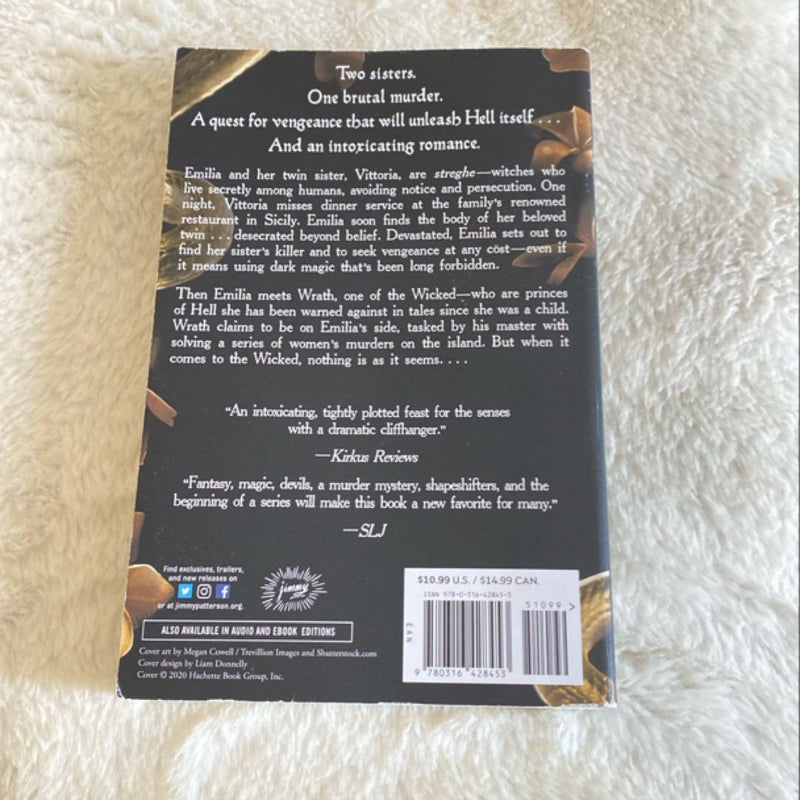 Two sisters.
One brutal murder.
A quest for vengeance that will unleash Hell itself . . .
And an intoxicating romance.
Emilia and her twin sister, Vittoria, are streghe—witches who
live secretly among humans, avoiding notice and persecution. One
night, Vittoria misses dinner service at the family's renowned
restaurant in Sicily. Emilia soon finds the body of her beloved
twin . . . desecrated beyond belief. Devastated, Emilia sets out to
find her sister's killer and to seek vengeance at any cost—even if
it means using dark magic that's been long forbidden.
Then Emilia meets Wrath, one of the Wicked—who are princes
of Hell she has been warned against in tales since she was a child.
Wrath claims to be on Emilia's side, tasked by his master with
solving a series of women's murders on the island. But when it
comes to the Wicked, nothing is as it seems. . . .
“An intoxicating, tightly plotted feast for the senses
with a dramatic cliffhanger.”
—Kirkus Reviews
“Fantasy, magic, devils, a murder mystery, shapeshifters, and the
beginning of a series will make this book a new favorite for many.”
—SLJ
Find exclusives, trailers,
and new releases on
or at jimmypatterson.org.
jimmy
ALSO AVAILABLE IN AUDIO AND EBOOK EDITIONS
Cover art by Megan Cowell / Trevillion Images and Shutterstock.com
Cover design by Liam Donnelly
Cover © 2020 Hachette Book Group, Inc.
$10.99 U.S. / $14.99 CAN.
ISBN 978-0-316-42845-3
51099 >
EAN
9 780316 428453